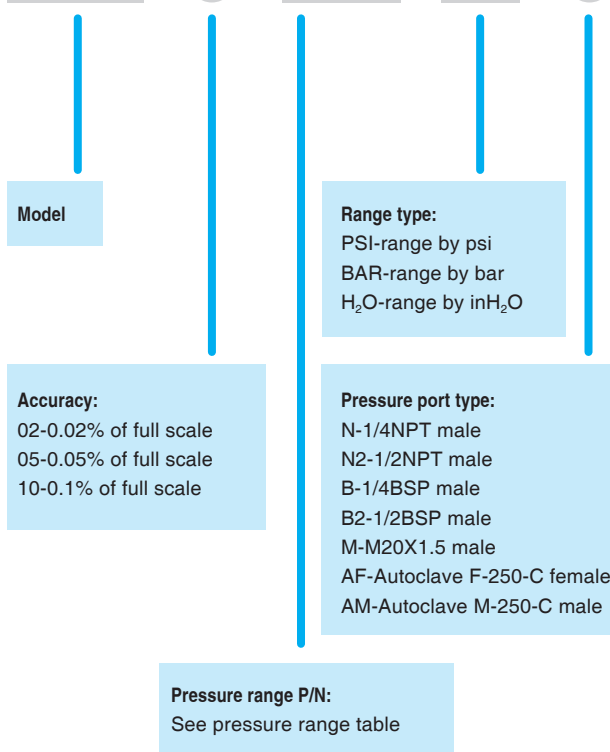 Model
Range type:
PSI-range by psi
BAR-range by bar
H₂O-range by inH₂O
Accuracy:
02-0.02% of full scale
05-0.05% of full scale
10-0.1% of full scale
Pressure port type:
N-1/4NPT male
N2-1/2NPT male
B-1/4BSP male
B2-1/2BSP male
M-M20X1.5 male
AF-Autoclave F-250-C female
AM-Autoclave M-250-C male
Pressure range P/N:
See pressure range table